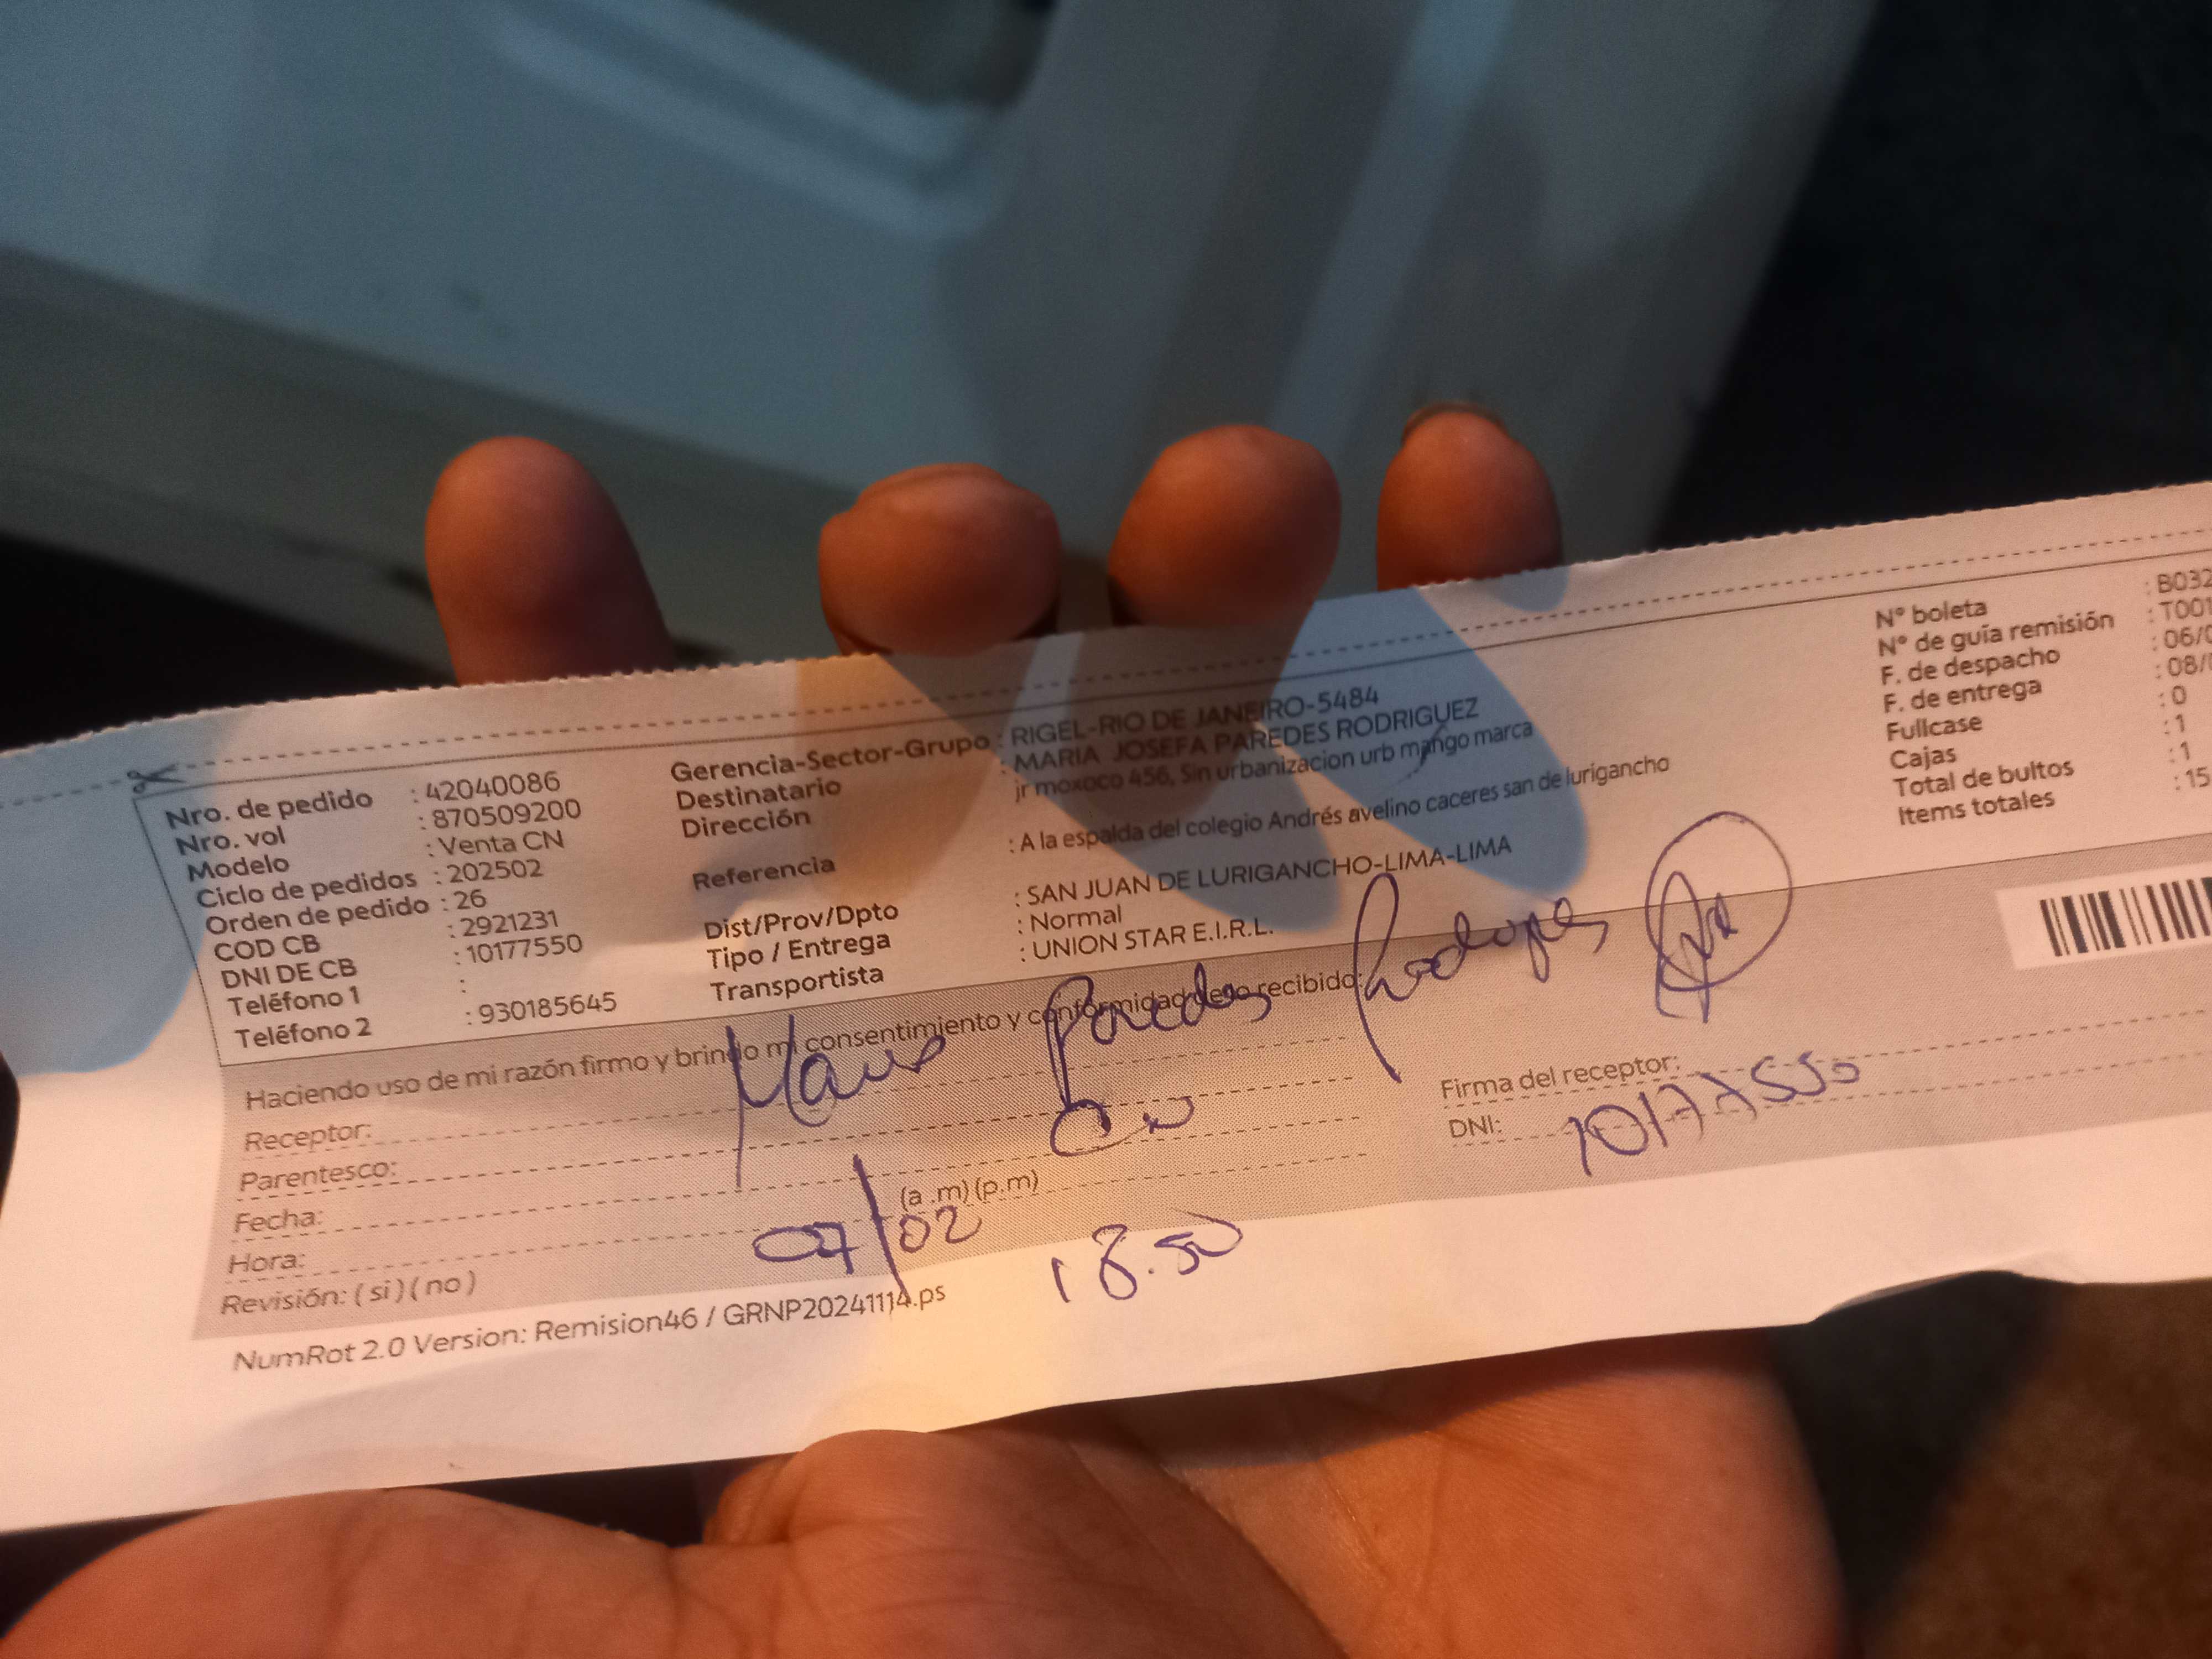 Nro. de pedido : 42040086
Nro. vol : 870509200
Modelo : Venta CN
Ciclo de pedidos : 202502
Orden de pedido : 26
COD CB : 2921231
DNI DE CB : 10177550
Teléfono 1 :
Teléfono 2 : 930185645
Gerencia-Sector-Grupo : RIGEL-RIO DE JANEIRO-5484
Destinatario : MARIA JOSEFA PAREDES RODRIGUEZ
Dirección jr moxoco 456, Sin urbanizacion urb mango marca
Referencia : A la espalda del colegio Andrés avelino caceres san de lurigancho
Dist/Prov/Dpto : SAN JUAN DE LURIGANCHO-LIMA-LIMA
Tipo / Entrega : Normal
Transportista : UNION STAR E.I.R.L.
N° boleta : B032
N° de guía remisión : T001
F. de despacho : 06/0
F. de entrega : 08/
Fullcase : 0
Cajas : 1
Total de bultos : 1
Items totales : 15
Haciendo uso de mi razón firmo y brindo mi consentimiento y conformidad de lo recibido:
Receptor: Maria Paredes Rodriguez
Parentesco:
Fecha: 07/02
Hora: (a .m) (p.m) 18.50
Revisión: ( si ) ( no )
Firma del receptor:
DNI: 10177550
NumRot 2.0 Version: Remision46 / GRNP20241114.ps